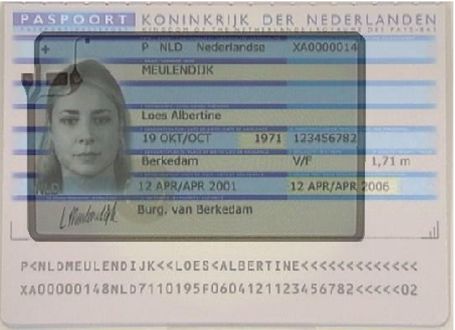 PASPOORT KONINKRIJK DER NEDERLANDEN
KINGDOM OF THE NETHERLANDS ROYAUME DES PAYS-BAS
P NLD Nederlandse XA0000014
MEULENDIJK
Loes Albertine
19 OKT/OCT 1971 123456782
Berkedam V/F 1,71 m
12 APR/APR 2001 12 APR/APR 2006
NLD
Burg. van Berkedam
P<NLDMEULENDIJK<<LOES<ALBERTINE<<<<<<<<<<<<<
XA00000148NLD7110195F0604121123456782<<<<<02